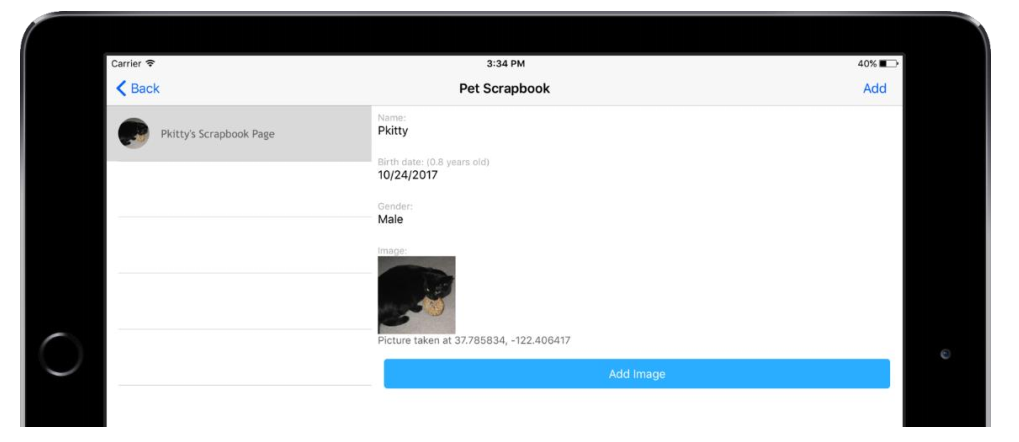 Carrier 3:34 PM 40%
Back Pet Scrapbook Add
Pkitty's Scrapbook Page
Name:
Pkitty
Birth date: (0.8 years old)
10/24/2017
Gender:
Male
Image:
Picture taken at 37.785834, -122.406417
Add Image